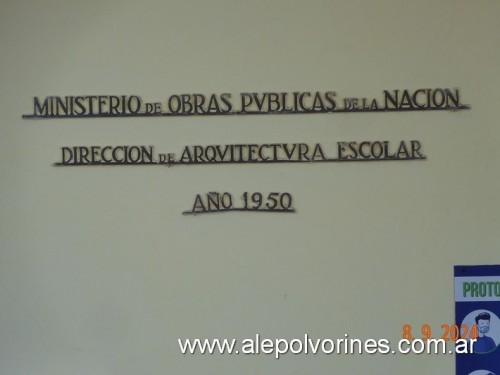 MINISTERIO DE OBRAS PVBLICAS DE LA NACION
DIRECCION DE ARQVITECTVRA ESCOLAR
AÑO 1950
PROTO
8.9.2024
www.alepolvorines.com.ar